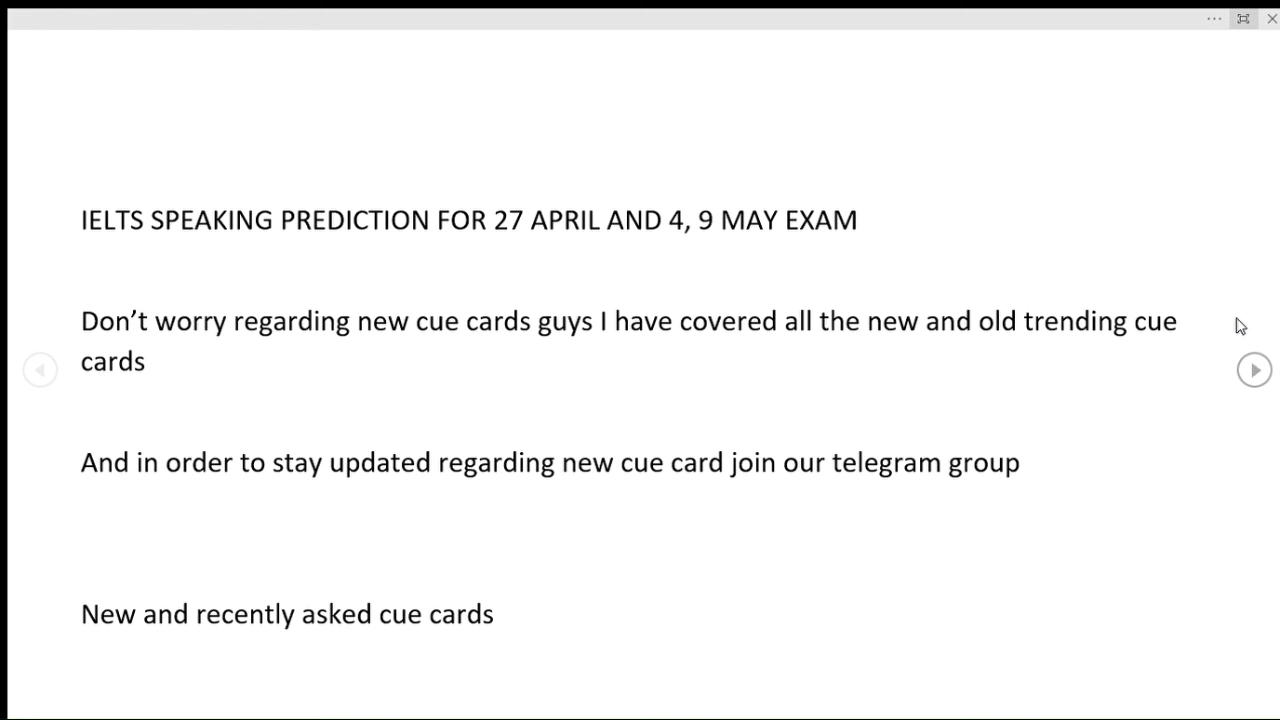 IELTS SPEAKING PREDICTION FOR 27 APRIL AND 4, 9 MAY EXAM
Don’t worry regarding new cue cards guys I have covered all the new and old trending cue
cards
And in order to stay updated regarding new cue card join our telegram group
New and recently asked cue cards